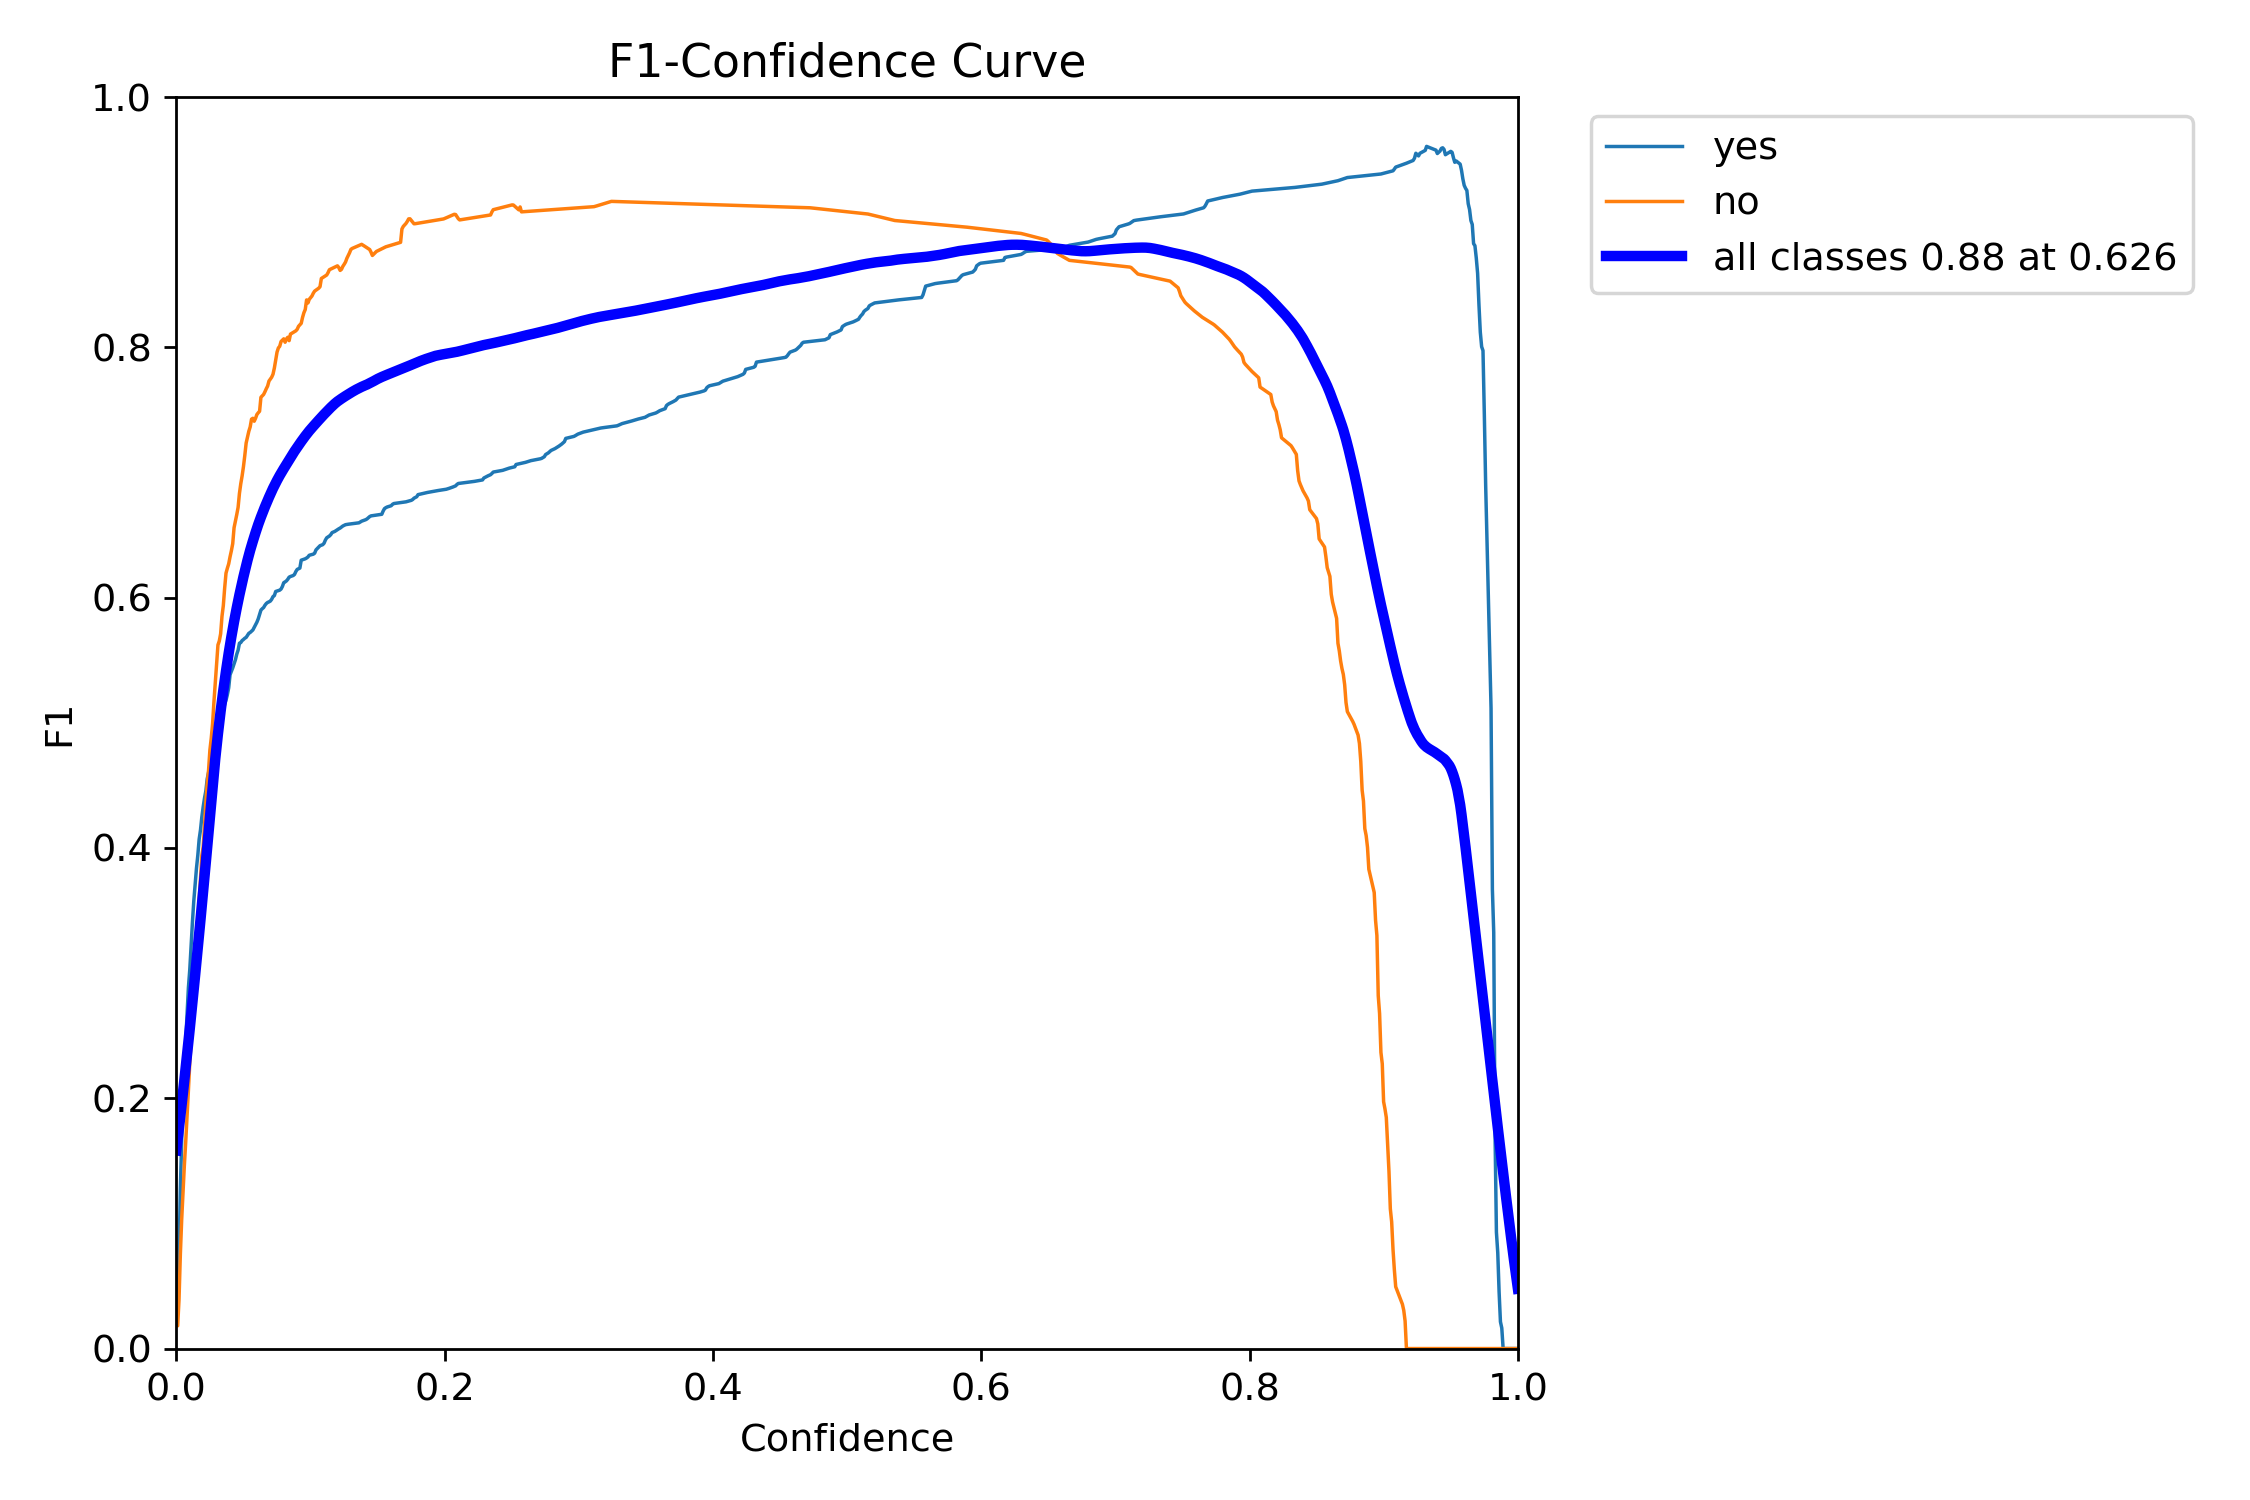 F1-Confidence Curve
1.0
0.8
0.6
0.4
0.2
0.0
F1
0.0 0.2 0.4 0.6 0.8 1.0
Confidence
yes
no
all classes 0.88 at 0.626